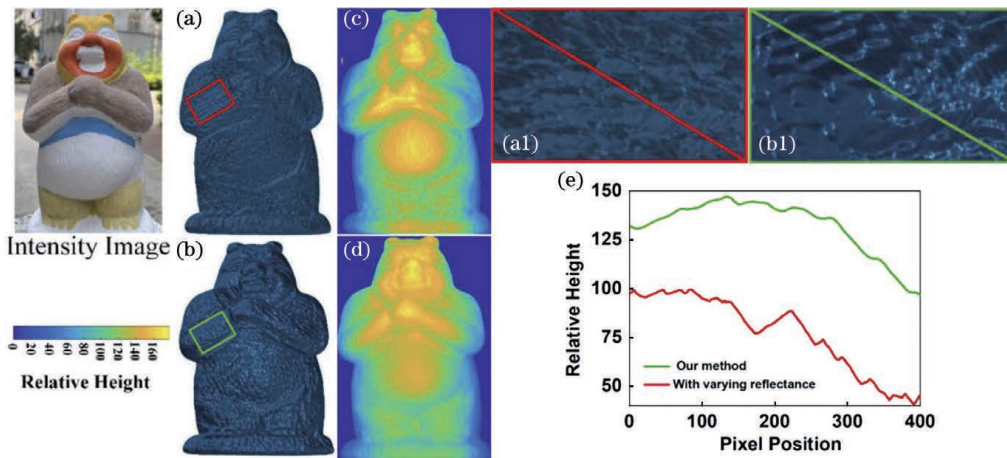 (a)
(c)
(a1)
(b1)
Intensity Image
(b)
(d)
0
20
40
60
80
100
120
140
160
Relative Height
(e)
150
125
100
75
50
Relative Height
Our method
With varying reflectance
0
100
200
300
400
Pixel Position